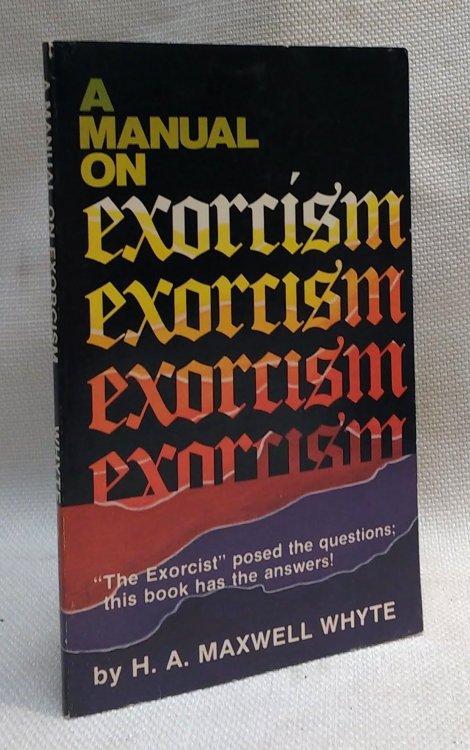 A
MANUAL
ON
exorcism
exorcism
exorcism
exorcism
"The Exorcist" posed the questions;
this book has the answers!
by H. A. MAXWELL WHYTE
A MANUAL ON EXORCISM WHYTE